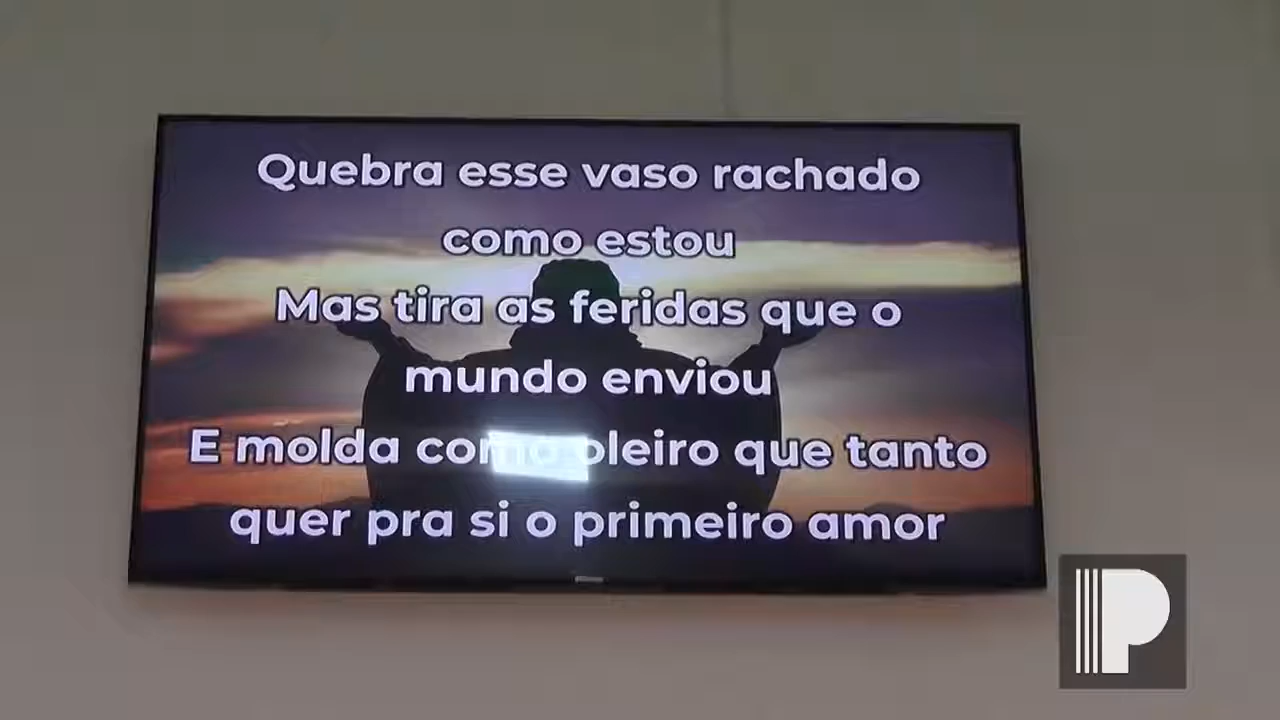 Quebra esse vaso rachado
como estou
Mas tira as feridas que o
mundo enviou
E molda como oleiro que tanto
quer pra si o primeiro amor
P